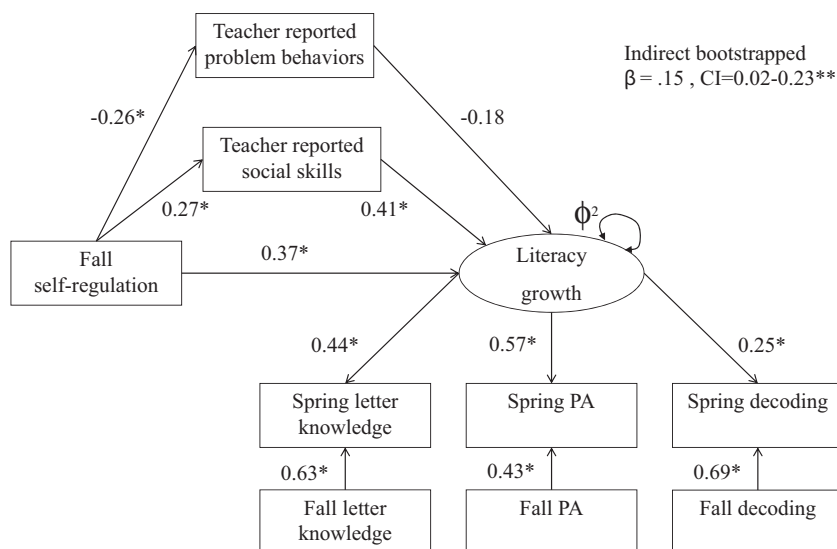 Teacher reported
problem behaviors
Indirect bootstrapped
β = .15 , CI=0.02-0.23**
-0.26*
-0.18
Teacher reported
social skills
0.27*
0.41*
ϕ²
Fall
self-regulation
0.37*
Literacy
growth
0.44*
0.57*
0.25*
Spring letter
knowledge
Spring PA
Spring decoding
0.63*
0.43*
0.69*
Fall letter
knowledge
Fall PA
Fall decoding